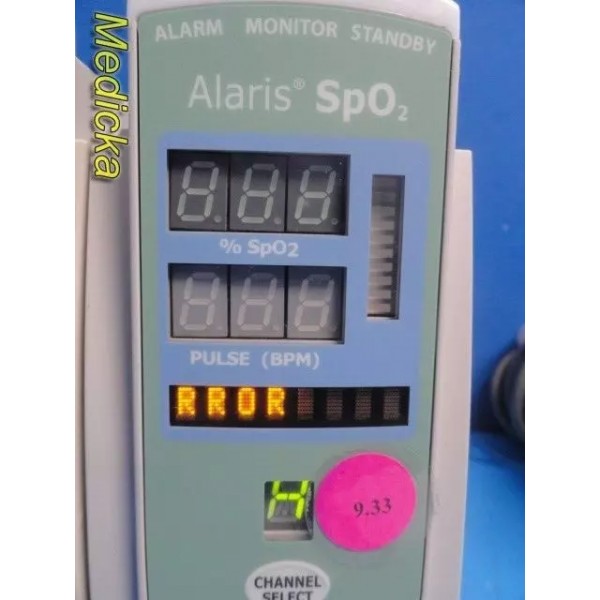 Medicka
ALARM MONITOR STANDBY
Alaris® SpO₂
% SpO2
PULSE (BPM)
RROR
H
9.33
CHANNEL
SELECT